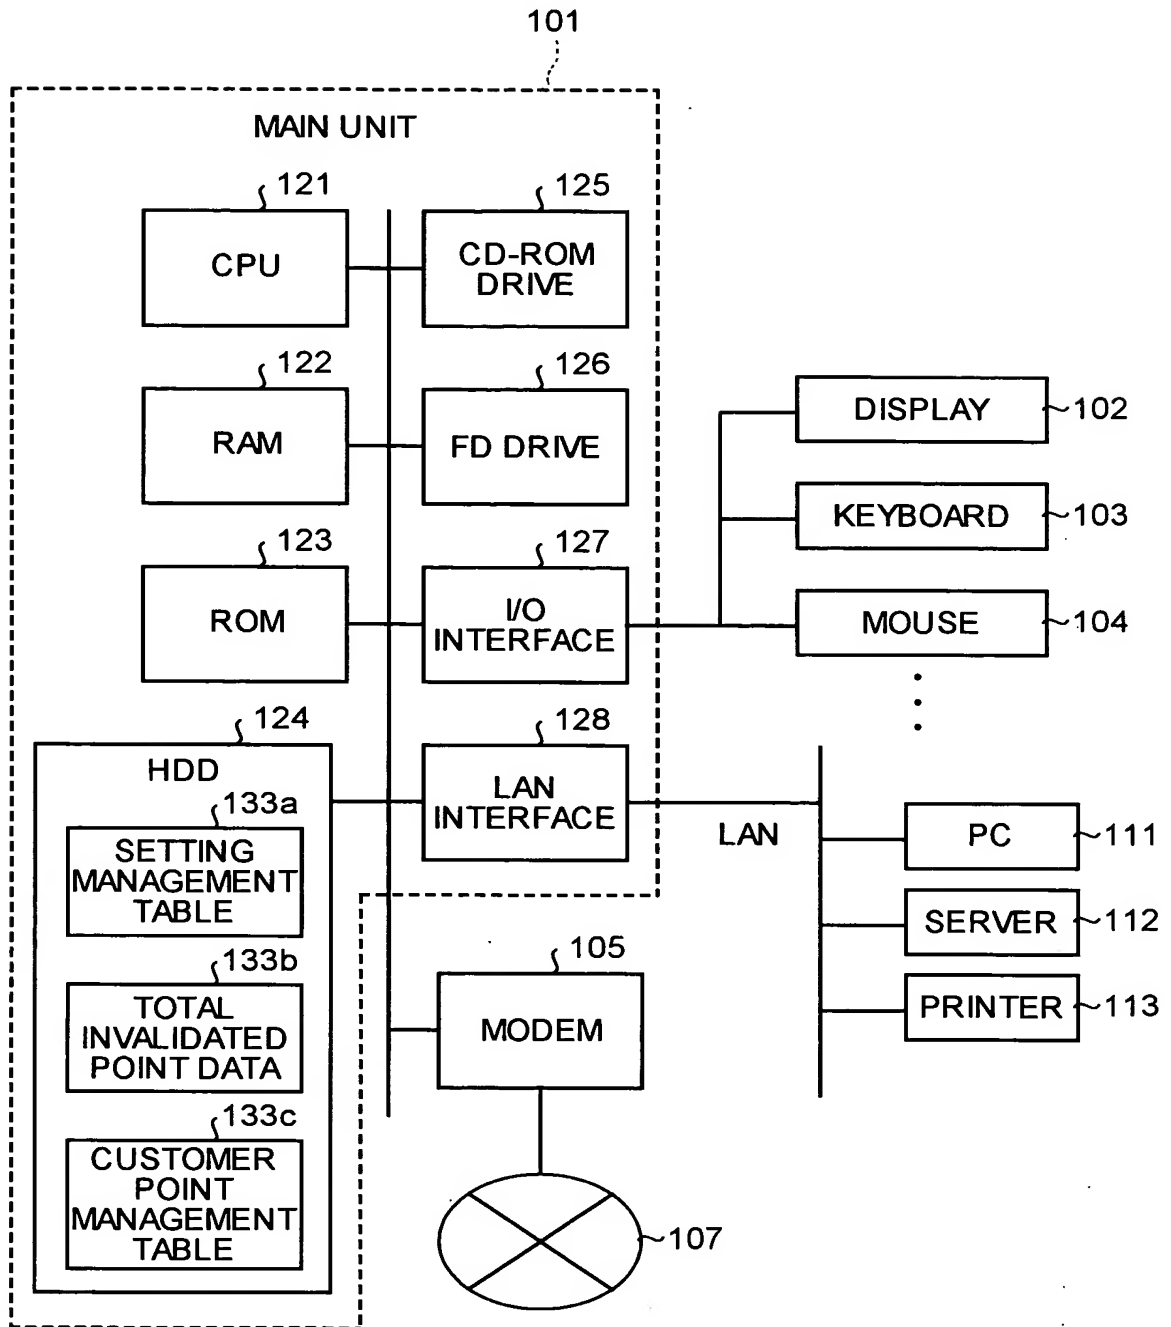 101
MAIN UNIT
121
CPU
125
CD-ROM
DRIVE
122
RAM
126
FD DRIVE
DISPLAY
102
KEYBOARD
103
123
ROM
127
I/O
INTERFACE
MOUSE
104
124
HDD
128
LAN
INTERFACE
LAN
133a
SETTING
MANAGEMENT
TABLE
PC
111
SERVER
112
PRINTER
113
133b
TOTAL
INVALIDATED
POINT DATA
105
MODEM
133c
CUSTOMER
POINT
MANAGEMENT
TABLE
107